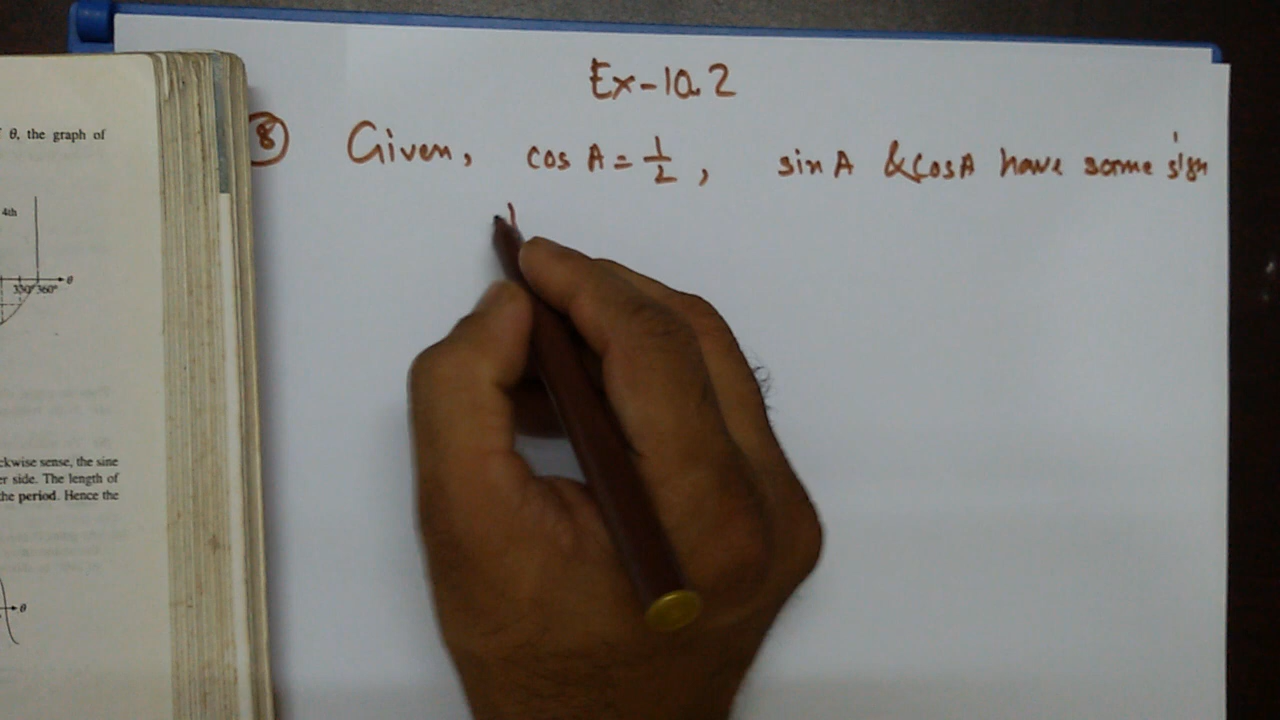 θ, the graph of
4th
θ
330° 360°
ckwise sense, the sine
er side. The length of
the period. Hence the
θ
Ex-10.2
8 Given, cos A = 1/2, sin A & cos A have same sign